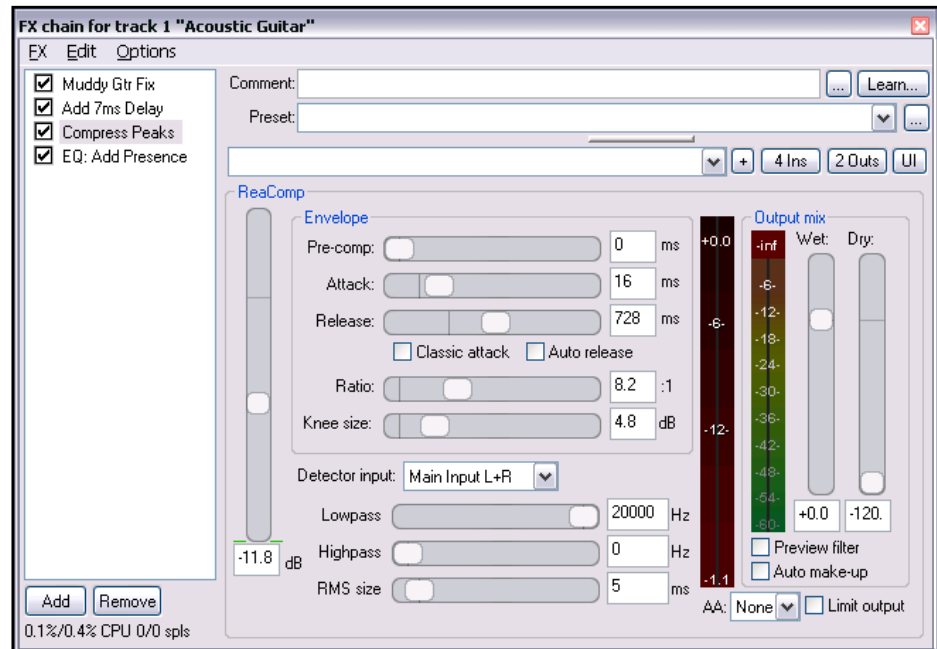 FX chain for track 1 "Acoustic Guitar"
FX Edit Options
Muddy Gtr Fix
Add 7ms Delay
Compress Peaks
EQ: Add Presence
Add Remove
0.1%/0.4% CPU 0/0 spls
Comment: ... Learn...
Preset: ...
+ 4 Ins 2 Outs UI
ReaComp
-11.8 dB
Envelope
Pre-comp: 0 ms
Attack: 16 ms
Release: 728 ms
Classic attack Auto release
Ratio: 8.2 :1
Knee size: 4.8 dB
Detector input: Main Input L+R
Lowpass 20000 Hz
Highpass 0 Hz
RMS size 5 ms
+0.0
-6-
-12-
-1.1
Output mix
Wet: Dry:
-inf
-6-
-12-
-18-
-24-
-30-
-36-
-42-
-48-
-54-
-60-
+0.0 -120.
Preview filter
Auto make-up
AA: None Limit output